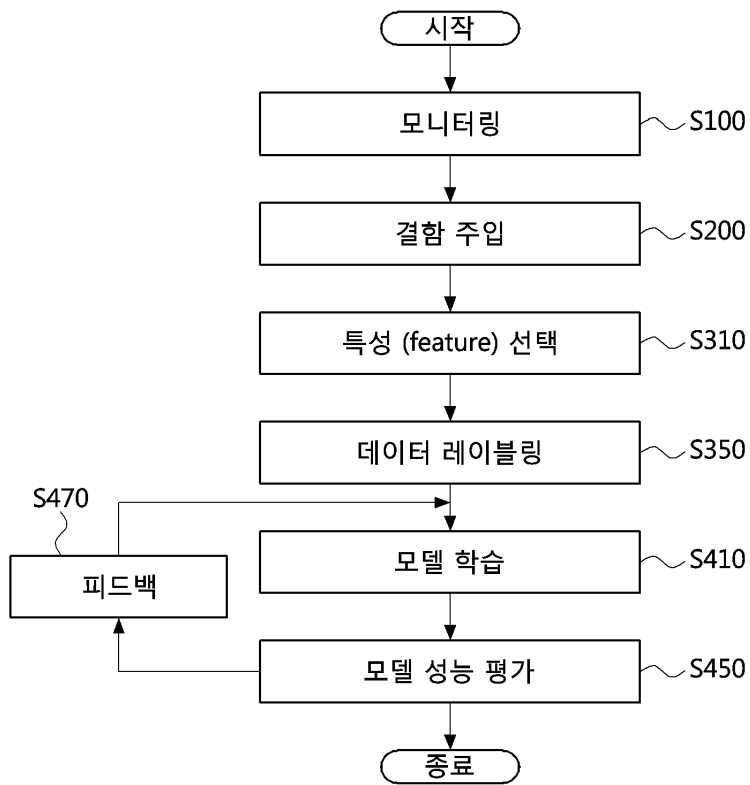 시작
모니터링
S100
결함 주입
S200
특성 (feature) 선택
S310
데이터 레이블링
S350
S470
피드백
모델 학습
S410
모델 성능 평가
S450
종료